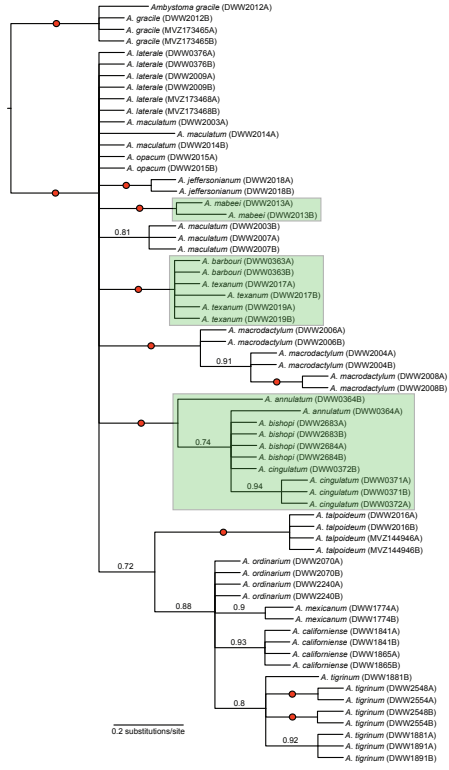 Ambystoma gracile (DWW2012A)
A. gracile (DWW2012B)
A. gracile (MVZ173465A)
A. gracile (MVZ173465B)
A. laterale (DWW0376A)
A. laterale (DWW0376B)
A. laterale (DWW2009A)
A. laterale (DWW2009B)
A. laterale (MVZ173468A)
A. laterale (MVZ173468B)
A. maculatum (DWW2003A)
A. maculatum (DWW2014A)
A. maculatum (DWW2014B)
A. opacum (DWW2015A)
A. opacum (DWW2015B)
A. jeffersonianum (DWW2018A)
A. jeffersonianum (DWW2018B)
A. mabeei (DWW2013A)
A. mabeei (DWW2013B)
A. maculatum (DWW2003B)
0.81
A. maculatum (DWW2007A)
A. maculatum (DWW2007B)
A. barbouri (DWW0363A)
A. barbouri (DWW0363B)
A. texanum (DWW2017A)
A. texanum (DWW2017B)
A. texanum (DWW2019A)
A. texanum (DWW2019B)
A. macrodactylum (DWW2006A)
A. macrodactylum (DWW2006B)
A. macrodactylum (DWW2004A)
0.91
A. macrodactylum (DWW2004B)
A. macrodactylum (DWW2008A)
A. macrodactylum (DWW2008B)
A. annulatum (DWW0364B)
A. annulatum (DWW0364A)
A. bishopi (DWW2683A)
A. bishopi (DWW2683B)
0.74
A. bishopi (DWW2684A)
A. bishopi (DWW2684B)
A. cingulatum (DWW0372B)
A. cingulatum (DWW0371A)
0.94
A. cingulatum (DWW0371B)
A. cingulatum (DWW0372A)
A. talpoideum (DWW2016A)
A. talpoideum (DWW2016B)
A. talpoideum (MVZ144946A)
A. talpoideum (MVZ144946B)
0.72
A. ordinarium (DWW2070A)
A. ordinarium (DWW2070B)
A. ordinarium (DWW2240A)
A. ordinarium (DWW2240B)
0.88
0.9
A. mexicanum (DWW1774A)
A. mexicanum (DWW1774B)
A. californiense (DWW1841A)
0.93
A. californiense (DWW1841B)
A. californiense (DWW1865A)
A. californiense (DWW1865B)
A. tigrinum (DWW1881B)
A. tigrinum (DWW2548A)
A. tigrinum (DWW2554A)
0.8
A. tigrinum (DWW2548B)
A. tigrinum (DWW2554B)
A. tigrinum (DWW1881A)
0.92
A. tigrinum (DWW1891A)
A. tigrinum (DWW1891B)
0.2 substitutions/site